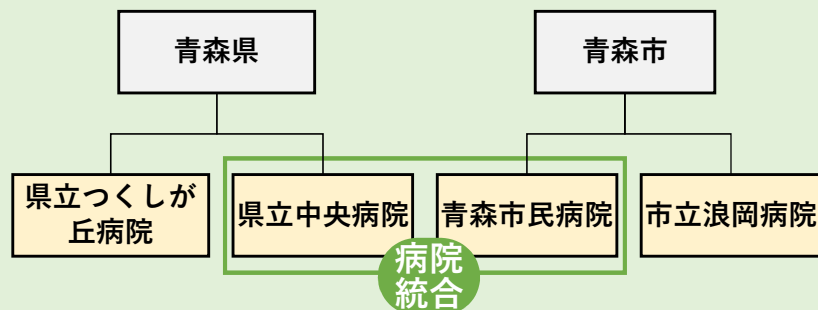 青森県
青森市
県立つくしが
丘病院
県立中央病院
青森市民病院
市立浪岡病院
病院
統合